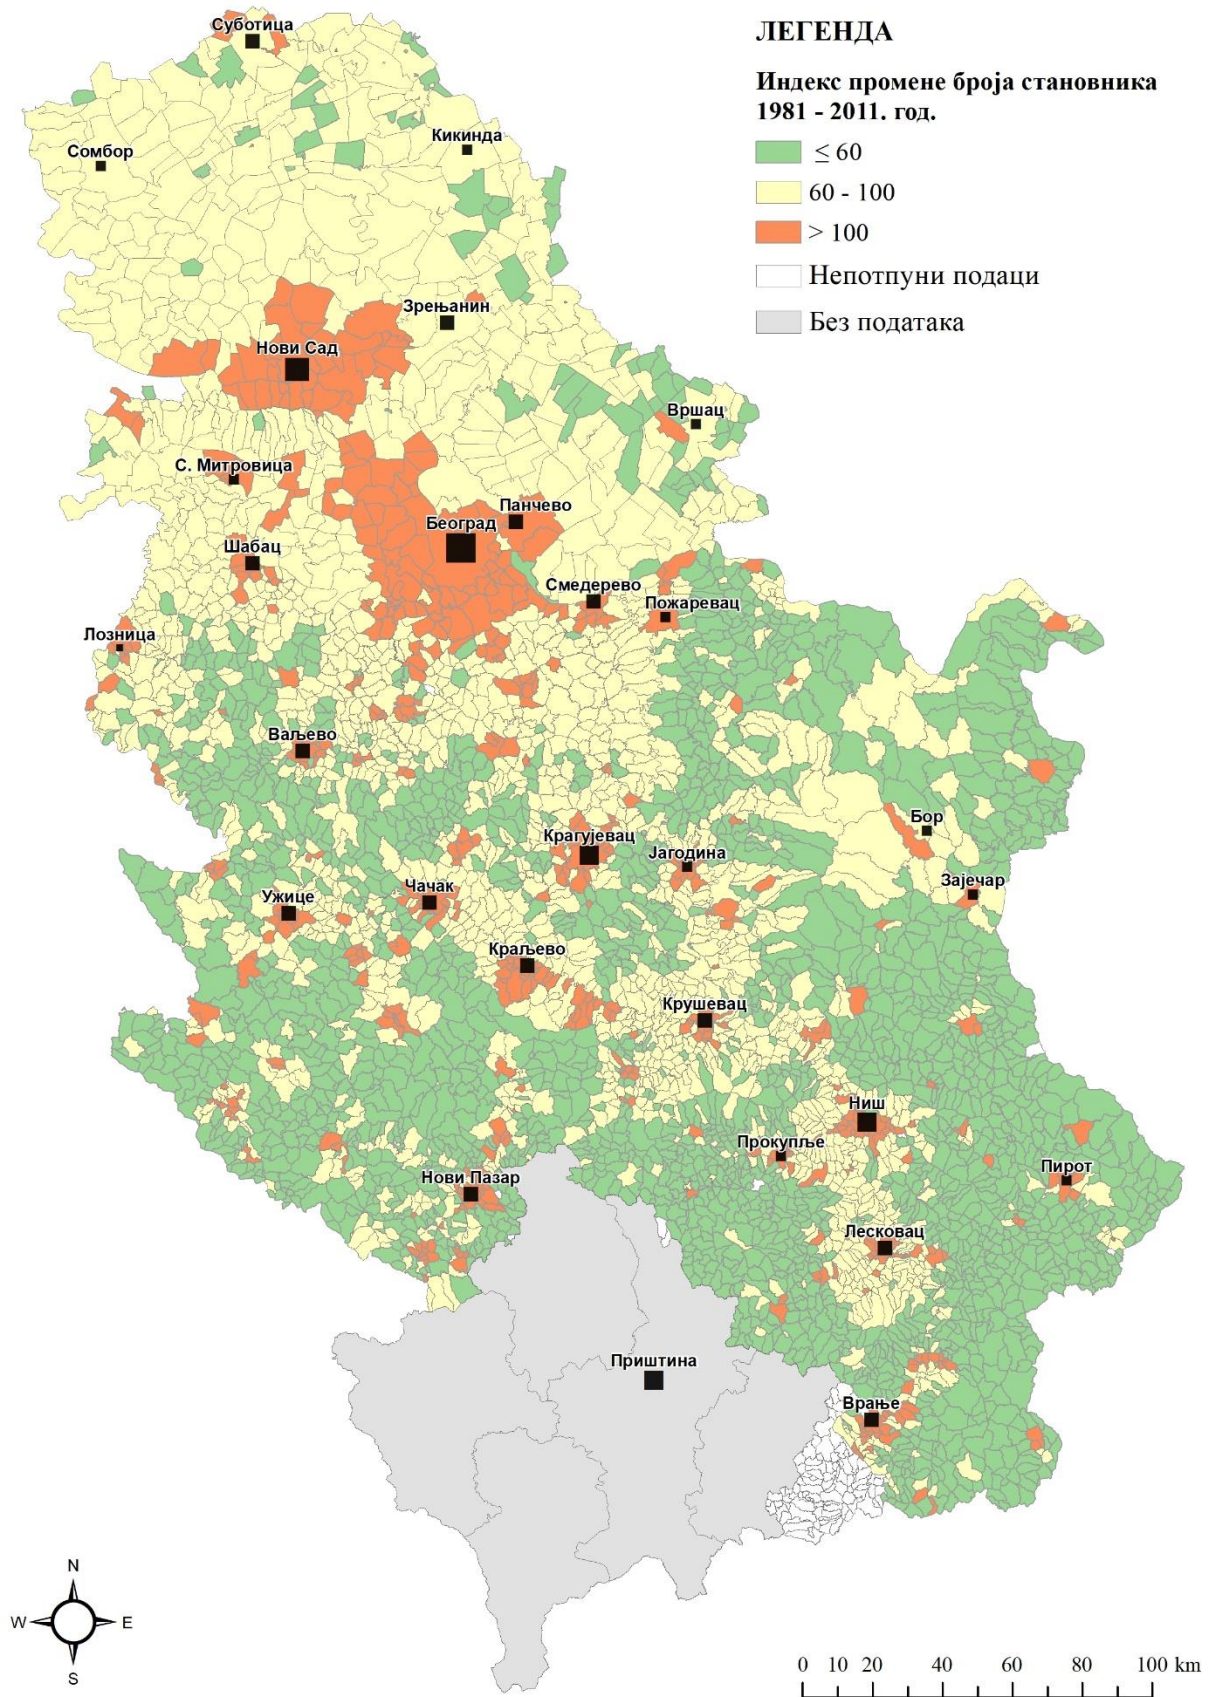 ЛЕГЕНДА
Индекс промене броја становника
1981 - 2011. год.
≤ 60
60 - 100
> 100
Непотпуни подаци
Без података
Суботица
Кикинда
Сомбор
Зрењанин
Нови Сад
Вршац
С. Митровица
Панчево
Београд
Шабац
Смедерево
Пожаревац
Лозница
Ваљево
Бор
Крагујевац
Јагодина
Зајечар
Ужице
Чачак
Краљево
Крушевац
Ниш
Прокупље
Пирот
Нови Пазар
Лесковац
Приштина
Врање
N
W E
S
0 10 20 40 60 80 100 km